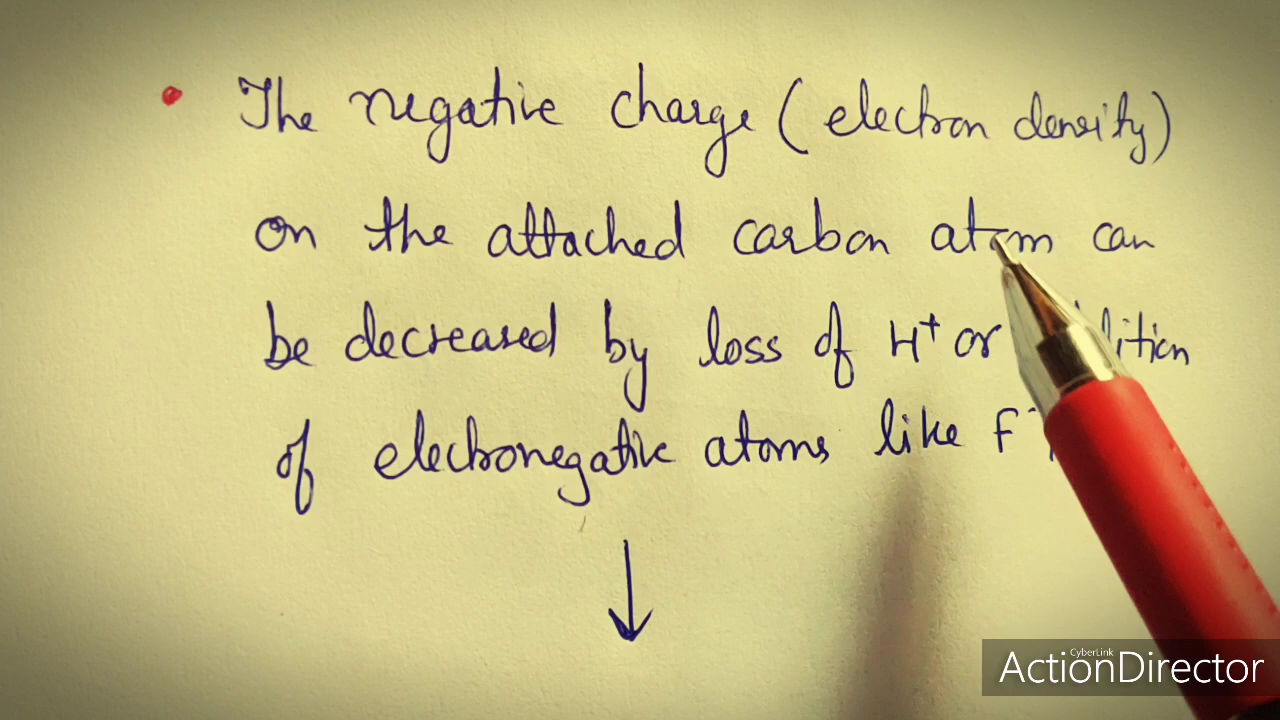 The negative charge (electron density)
on the attached carbon atom can
be decreased by loss of H⁺ or
of electronegative atoms like F⁻
CyberLink
ActionDirector